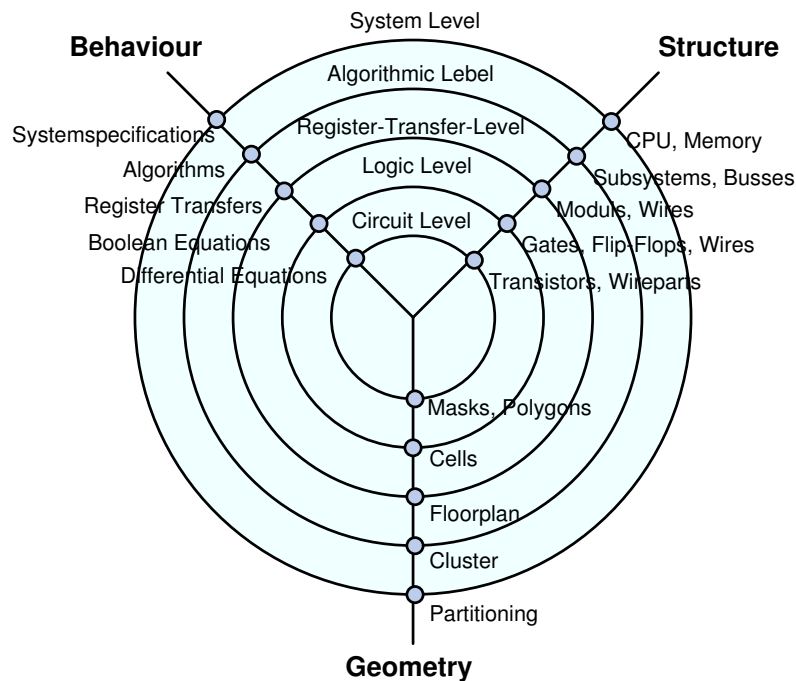 System Level
Behaviour
Structure
Algorithmic Lebel
Systemspecifications
Register-Transfer-Level
CPU, Memory
Algorithms
Logic Level
Subsystems, Busses
Register Transfers
Moduls, Wires
Circuit Level
Boolean Equations
Gates, Flip-Flops, Wires
Differential Equations
Transistors, Wireparts
Masks, Polygons
Cells
Floorplan
Cluster
Partitioning
Geometry